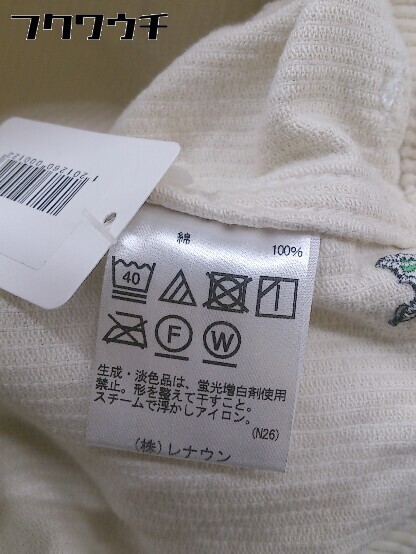 フクワウチ
1201260 000123
綿 100%
40
F W
生成・淡色品は、蛍光増白剤使用
禁止。形を整えて干すこと。
スチームで浮かしアイロン。
(N26)
(株)レナウン